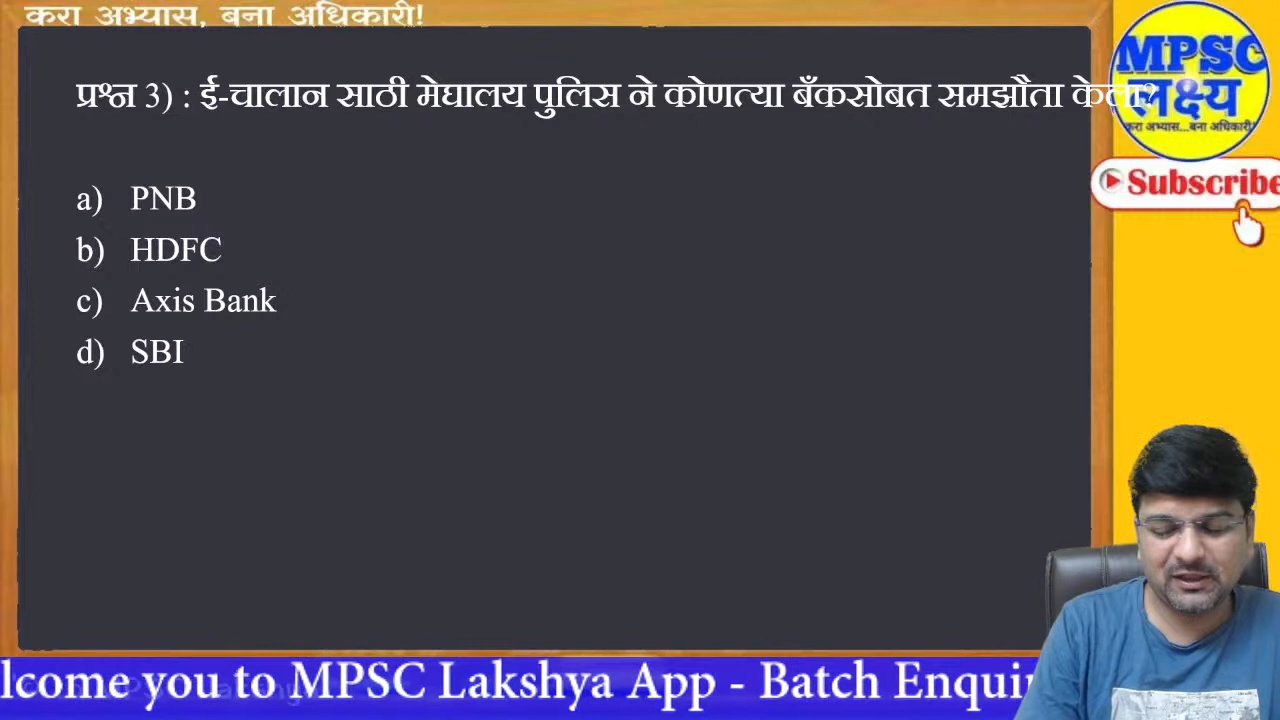 करा अभ्यास, बना अधिकारी!
प्रश्न 3) : ई-चालान साठी मेघालय पुलिस ने कोणत्या बँकसोबत समझौता केला?
a) PNB
b) HDFC
c) Axis Bank
d) SBI
MPSC
लक्ष्य
करा अभ्यास...बना अधिकारी!
Subscribe
lcome you to MPSC Lakshya App - Batch Enquir